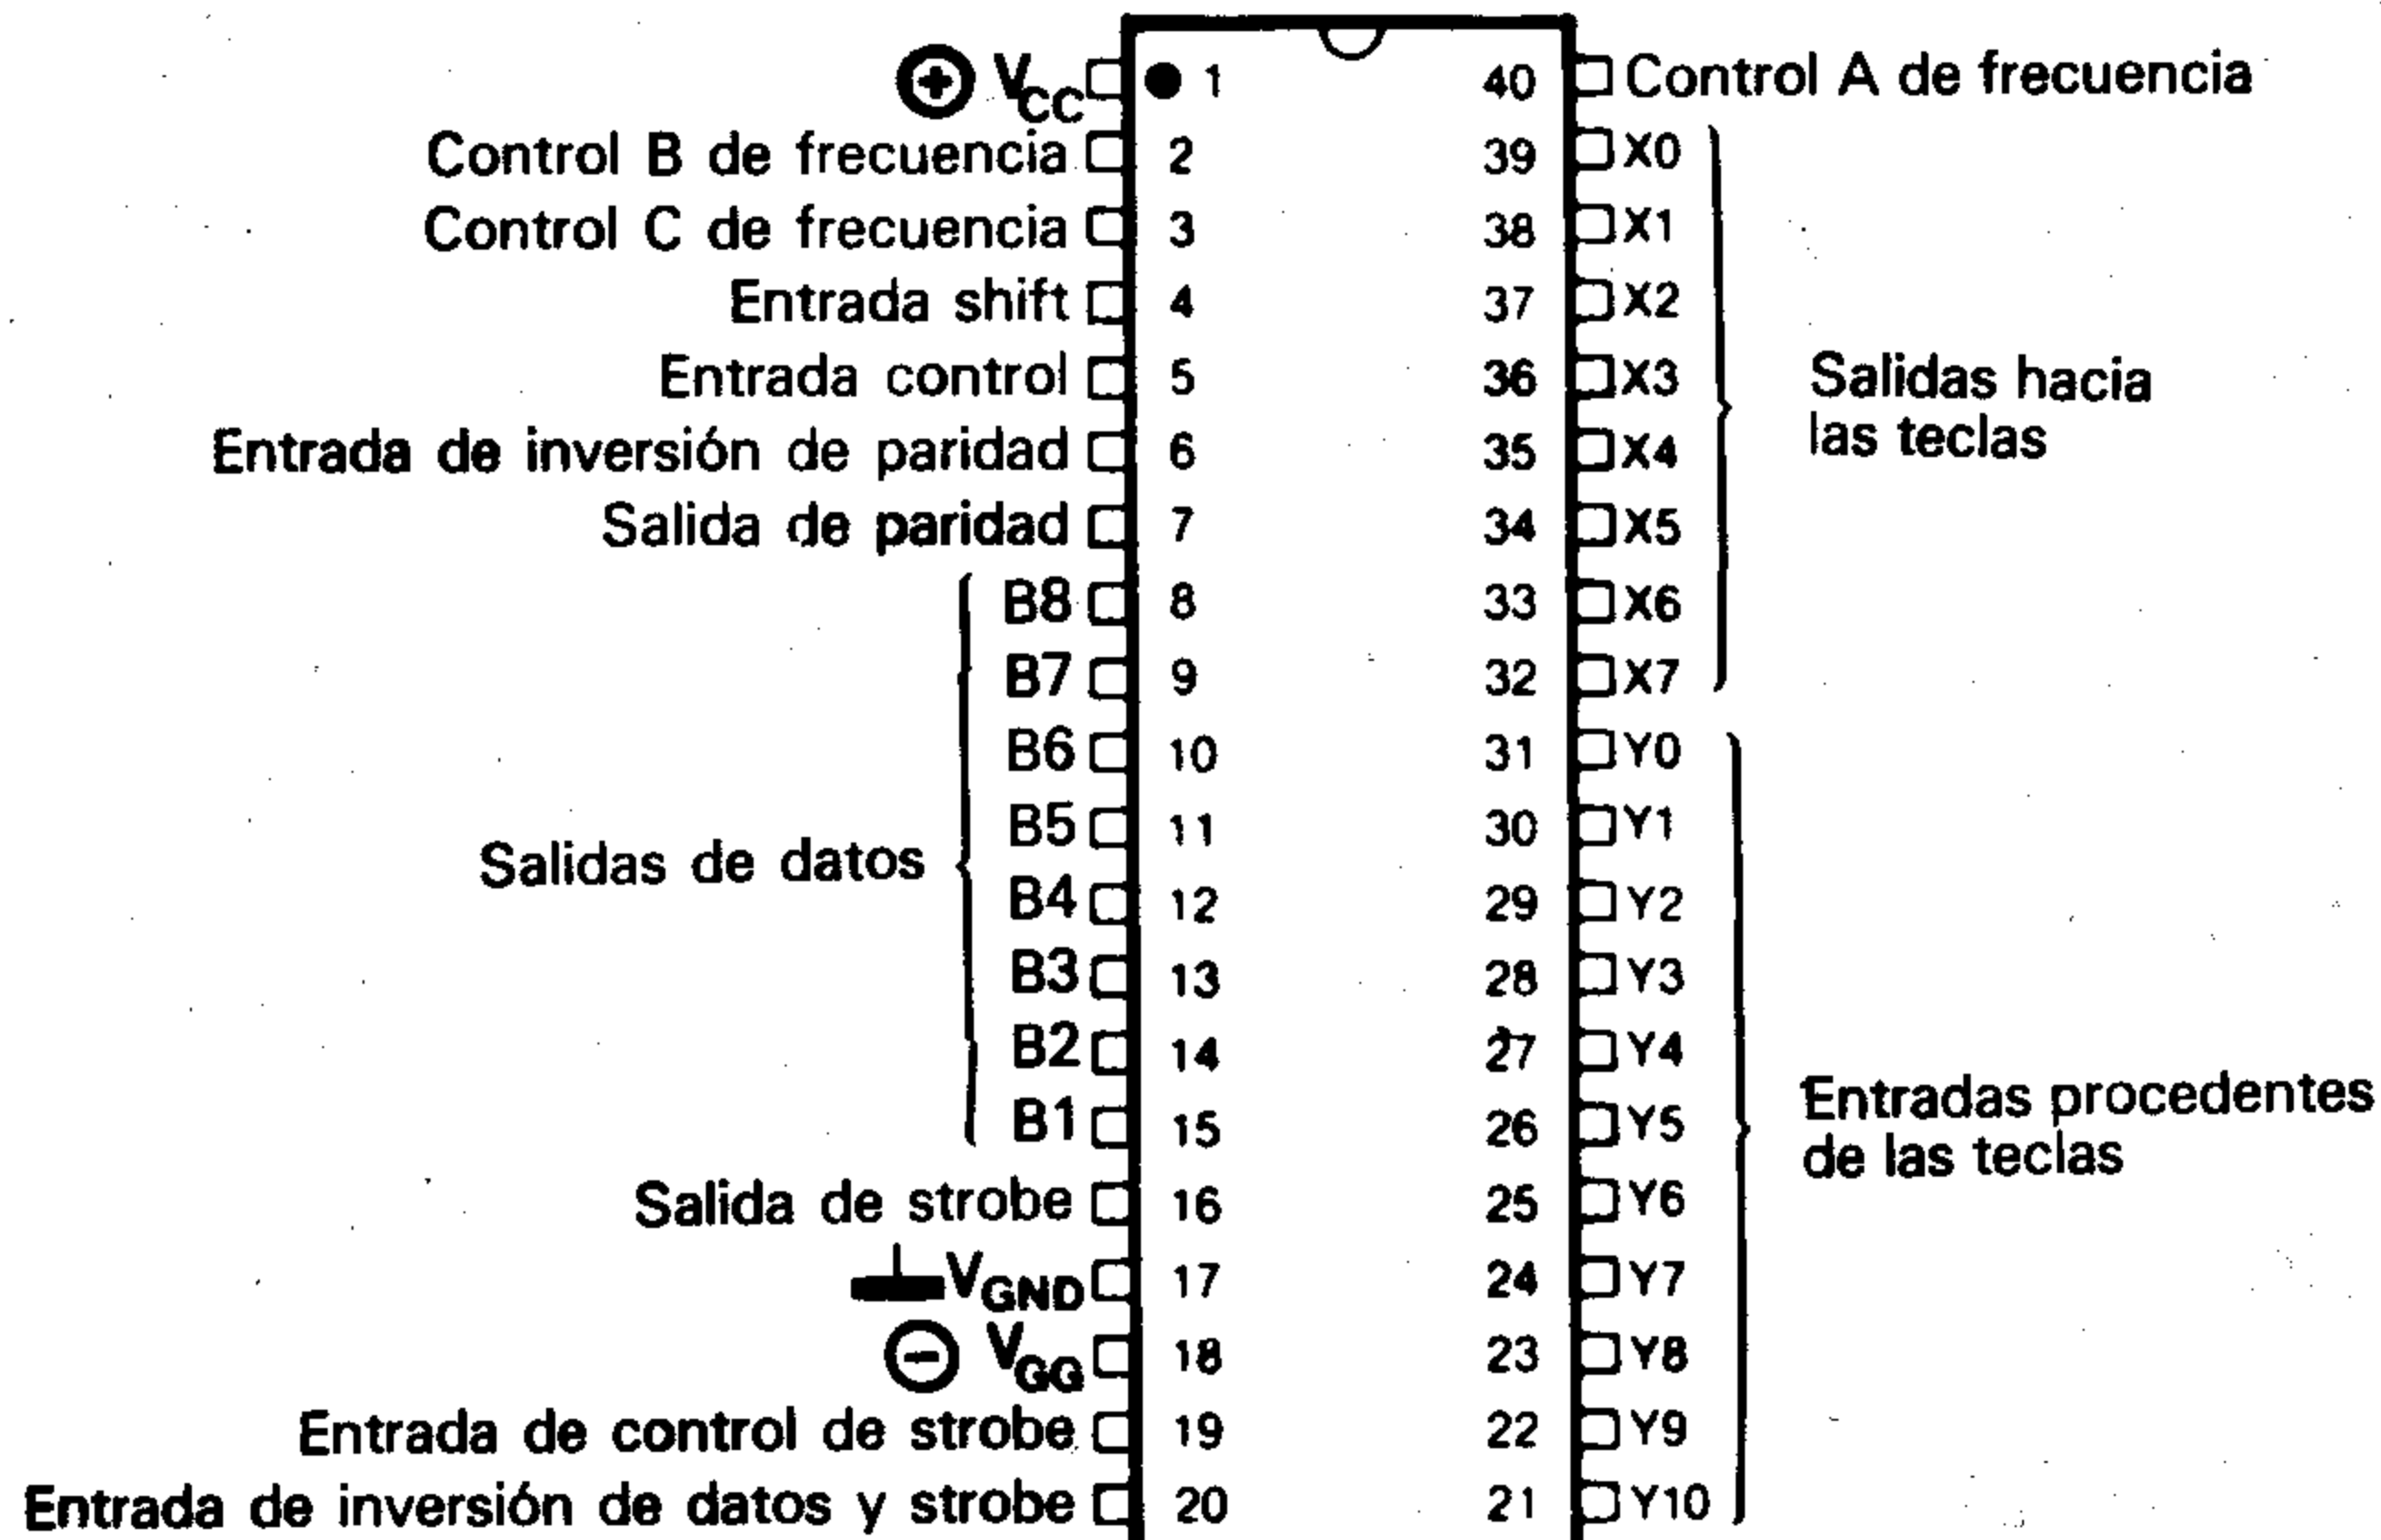 ⊕ VCC 1
Control B de frecuencia 2
Control C de frecuencia 3
Entrada shift 4
Entrada control 5
Entrada de inversión de paridad 6
Salida de paridad 7
B8 8
B7 9
B6 10
B5 11
B4 12
B3 13
B2 14
B1 15
Salidas de datos
Salida de strobe 16
VGND 17
⊖ VGG 18
Entrada de control de strobe 19
Entrada de inversión de datos y strobe 20
40 Control A de frecuencia
39 X0
38 X1
37 X2
36 X3
35 X4
34 X5
33 X6
32 X7
Salidas hacia
las teclas
31 Y0
30 Y1
29 Y2
28 Y3
27 Y4
26 Y5
25 Y6
24 Y7
23 Y8
22 Y9
21 Y10
Entradas procedentes
de las teclas